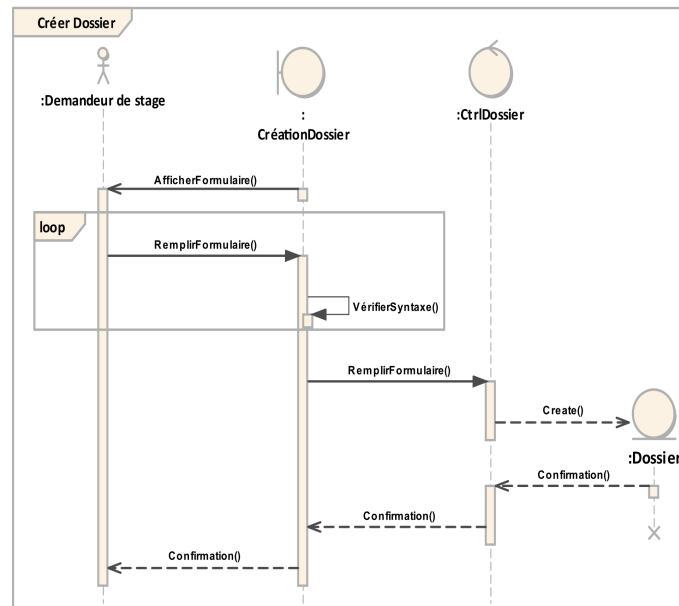 Créer Dossier
:Demandeur de stage
:
CréationDossier
:CtrlDossier
AfficherFormulaire()
loop
RemplirFormulaire()
VérifierSyntaxe()
RemplirFormulaire()
Create()
:Dossier
Confirmation()
Confirmation()
Confirmation()